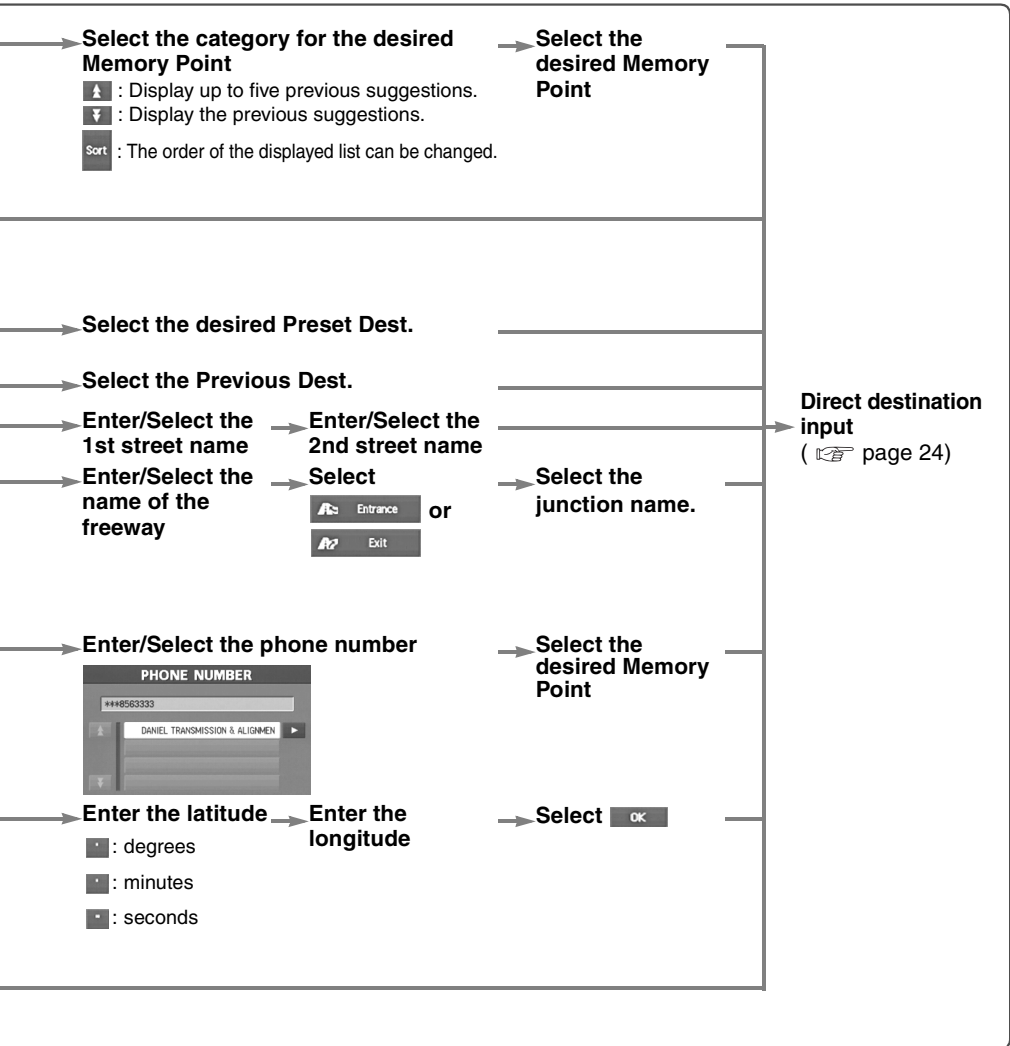 Select the category for the desired
Memory Point
: Display up to five previous suggestions.
: Display the previous suggestions.
Sort : The order of the displayed list can be changed.
Select the
desired Memory
Point
Select the desired Preset Dest.
Select the Previous Dest.
Enter/Select the
1st street name
Enter/Select the
2nd street name
Enter/Select the
name of the
freeway
Select
Entrance or
Exit
Select the
junction name.
Enter/Select the phone number
PHONE NUMBER
***8563333
DANIEL TRANSMISSION & ALIGNMEN
Select the
desired Memory
Point
Enter the latitude
° : degrees
' : minutes
" : seconds
Enter the
longitude
Select OK
Direct destination
input
( ☞ page 24)